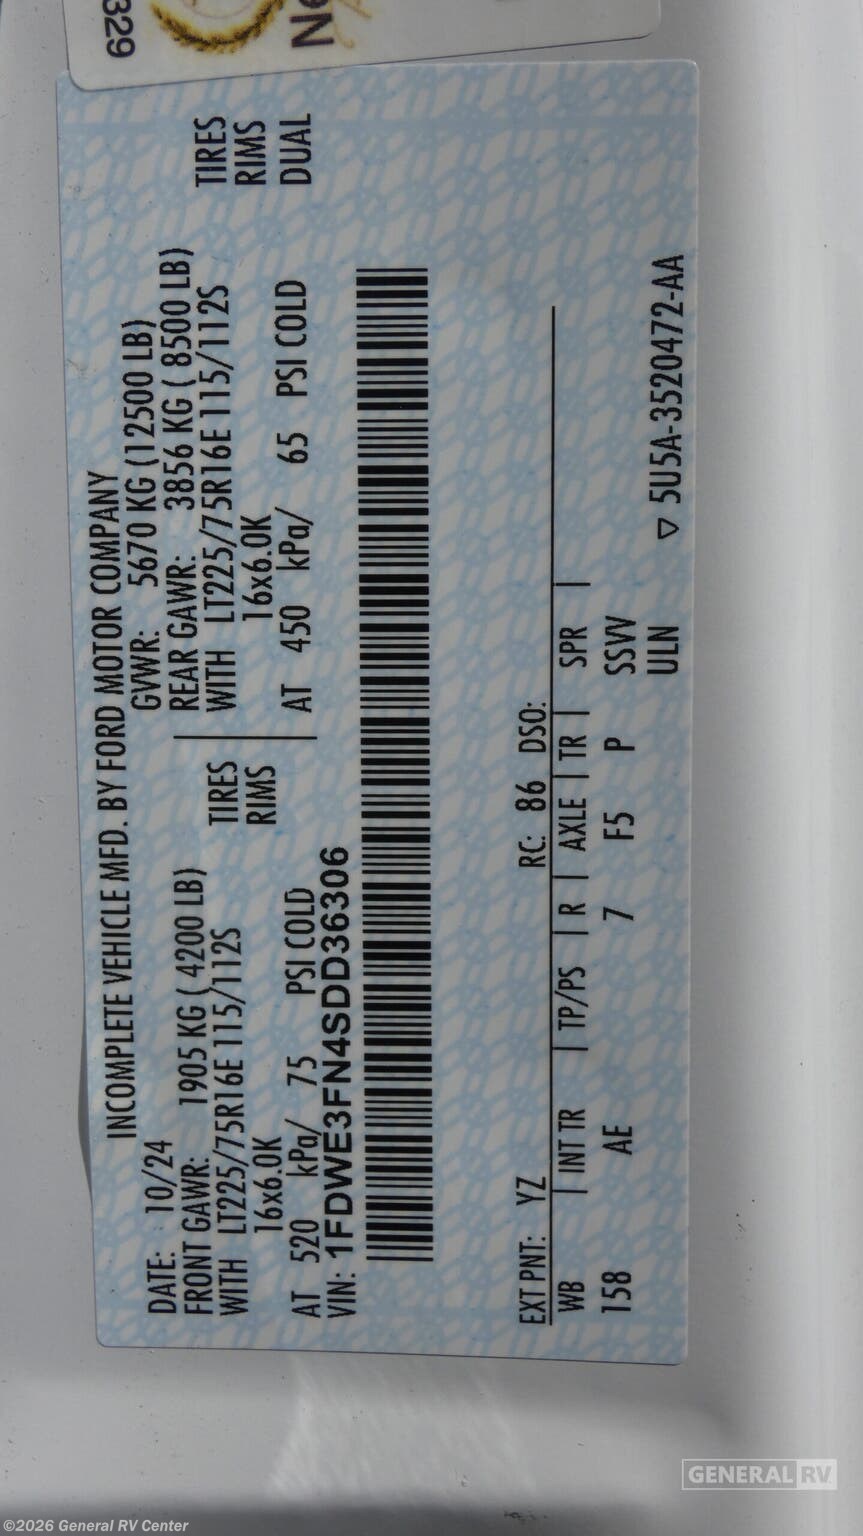 329
Ne
INCOMPLETE VEHICLE MFD. BY FORD MOTOR COMPANY
DATE: 10/24 GVWR: 5670 KG (12500 LB)
FRONT GAWR: 1905 KG ( 4200 LB) REAR GAWR: 3856 KG ( 8500 LB)
WITH LT225/75R16E 115/112S TIRES WITH LT225/75R16E 115/112S TIRES
16x6.0K RIMS 16x6.0K RIMS
AT 520 kPa/ 75 PSI COLD AT 450 kPa/ 65 PSI COLD DUAL
VIN: 1FDWE3FN4SDD36306
EXT PNT: YZ RC: 86 DSO:
WB | INT TR | TP/PS | R | AXLE | TR | SPR |
158 AE 7 F5 P SSVV
ULN ▽ 5U5A-3520472-AA
GENERAL RV
©2026 General RV Center